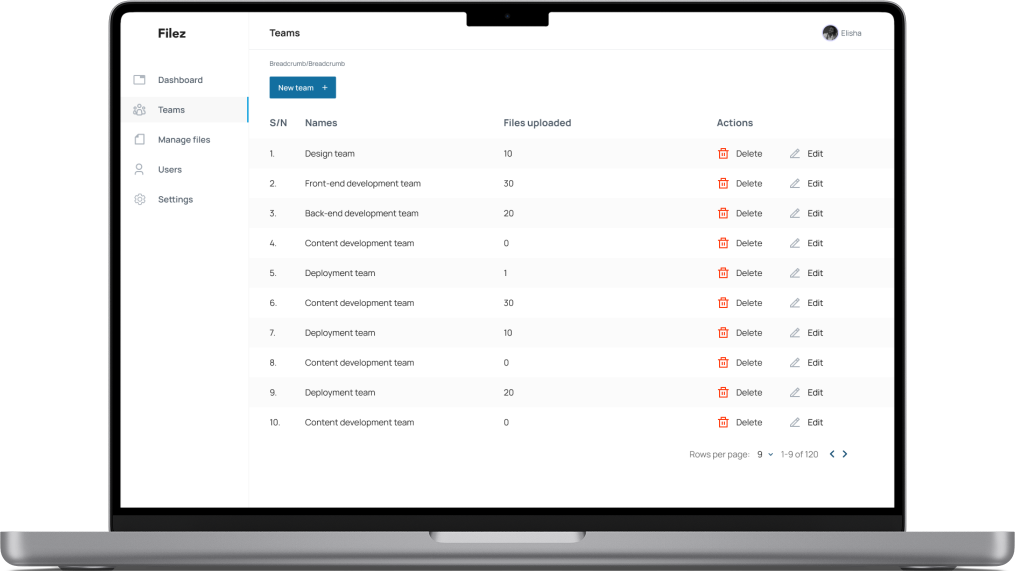 Filez
Teams
Elisha
Dashboard
Teams
Manage files
Users
Settings
Breadcrumb/Breadcrumb
New team +
S/N Names Files uploaded Actions
1. Design team 10 Delete Edit
2. Front-end development team 30 Delete Edit
3. Back-end development team 20 Delete Edit
4. Content development team 0 Delete Edit
5. Deployment team 1 Delete Edit
6. Content development team 30 Delete Edit
7. Deployment team 10 Delete Edit
8. Content development team 0 Delete Edit
9. Deployment team 20 Delete Edit
10. Content development team 0 Delete Edit
Rows per page: 9 1-9 of 120